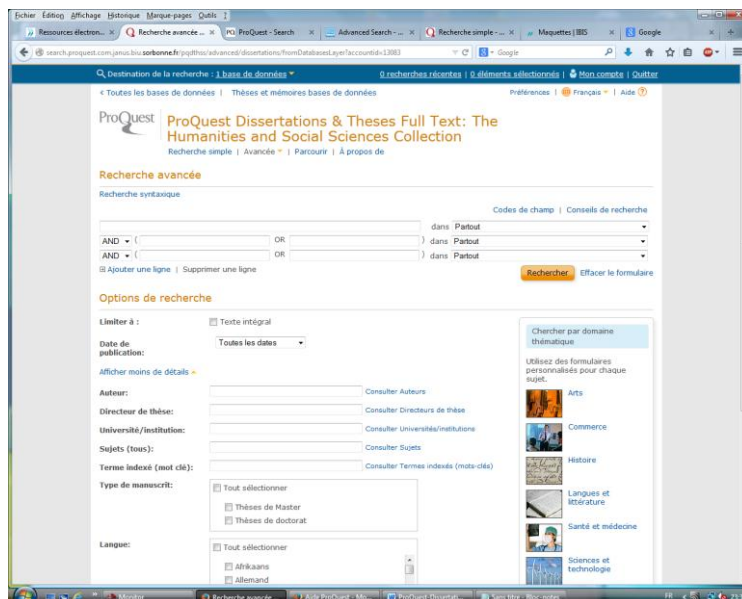 Fichier Édition Affichage Historique Marque-pages Outils ?
Ressources électron... × Recherche avancée ... × PQ ProQuest - Search × Advanced Search - ... × Recherche simple - ... × Maquettes | IBIS × Google × +
search.proquest.com.janus.biu.sorbonne.fr/pqdthss/advanced/dissertations/fromDatabasesLayer?accountid=13083 Google
Destination de la recherche : 1 base de données 0 recherches récentes | 0 éléments sélectionnés | Mon compte | Quitter
< Toutes les bases de données | Thèses et mémoires bases de données Préférences | Français | Aide ?
ProQuest ProQuest Dissertations & Theses Full Text: The
Humanities and Social Sciences Collection
Recherche simple | Avancée | Parcourir | À propos de
Recherche avancée
Recherche syntaxique
Codes de champ | Conseils de recherche
dans Partout
AND ( OR ) dans Partout
AND ( OR ) dans Partout
Ajouter une ligne | Supprimer une ligne Rechercher Effacer le formulaire
Options de recherche
Limiter à : Texte intégral
Date de publication: Toutes les dates
Afficher moins de détails
Auteur: Consulter Auteurs
Directeur de thèse: Consulter Directeurs de thèse
Université/institution: Consulter Universités/institutions
Sujets (tous): Consulter Sujets
Terme indexé (mot clé): Consulter Termes indexés (mots-clés)
Type de manuscrit: Tout sélectionner
Thèses de Master
Thèses de doctorat
Langue: Tout sélectionner
Afrikaans
Allemand
Chercher par domaine
thématique
Utilisez des formulaires
personnalisés pour chaque
sujet.
Arts
Commerce
Histoire
Langues et
littérature
Santé et médecine
Sciences et
technologie
Monitor Recherche avancée ... Aide ProQuest - Mo... ProQuest-Dissertati... Sans titre - Bloc-notes FR